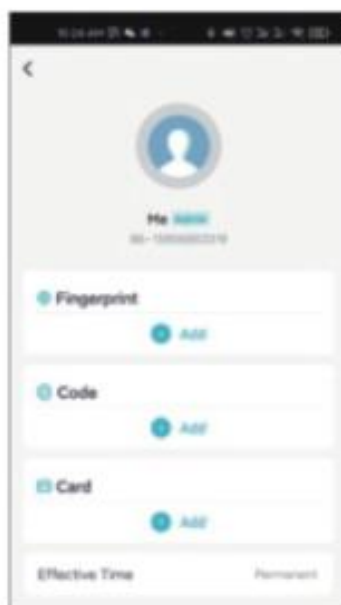 Me Admin
Fingerprint
Add
Code
Add
Card
Add
Effective Time Permanent